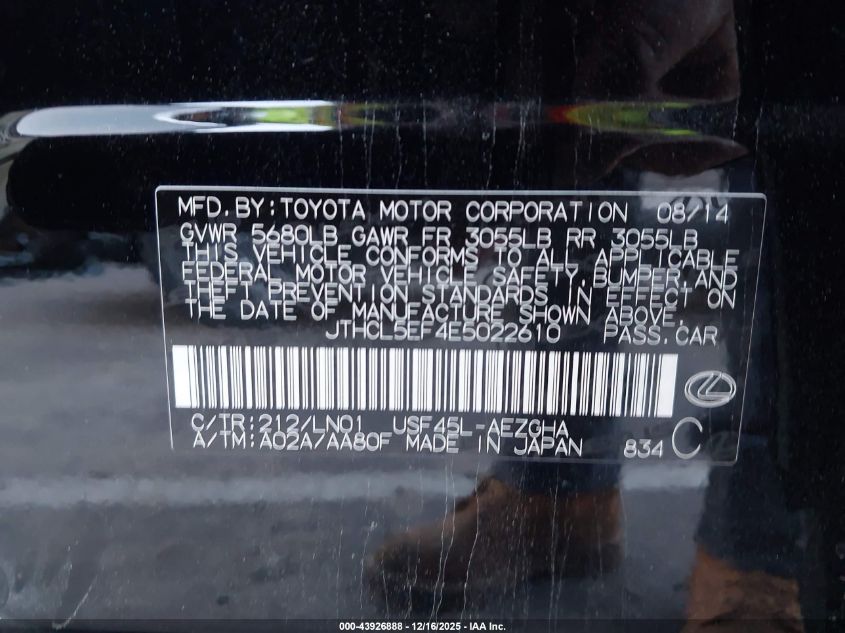 MFD. BY: TOYOTA MOTOR CORPORATION 08/14
GVWR 5680LB GAWR FR 3055LB RR 3055LB
THIS VEHICLE CONFORMS TO ALL APPLICABLE
FEDERAL MOTOR VEHICLE SAFETY, BUMPER, AND
THEFT PREVENTION STANDARDS IN EFFECT ON
THE DATE OF MANUFACTURE SHOWN ABOVE.
JTHCL5EF4E5022610 PASS. CAR
C/TR: 212/LN01 USF45L-AEZGHA
A/TM: A02A/AA80F MADE IN JAPAN 834 C
000-43926888 - 12/16/2025 - IAA Inc.